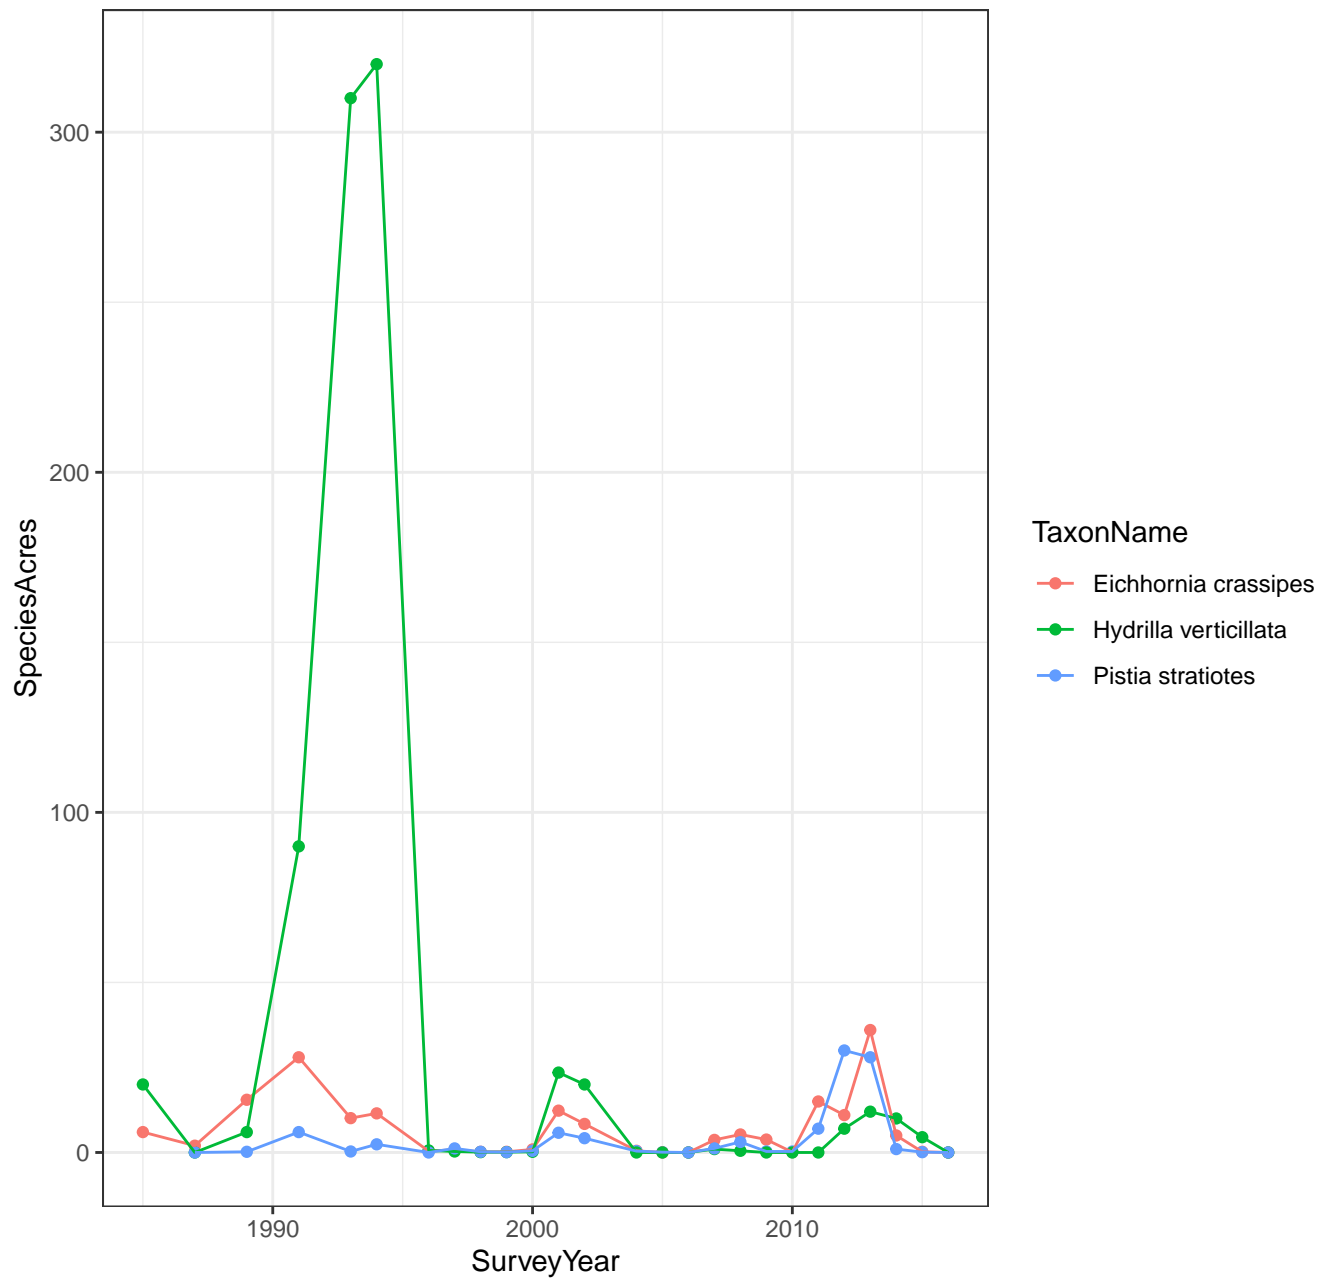 300
200
100
0
SpeciesAcres
1990
2000
2010
SurveyYear
TaxonName
Eichhornia crassipes
Hydrilla verticillata
Pistia stratiotes